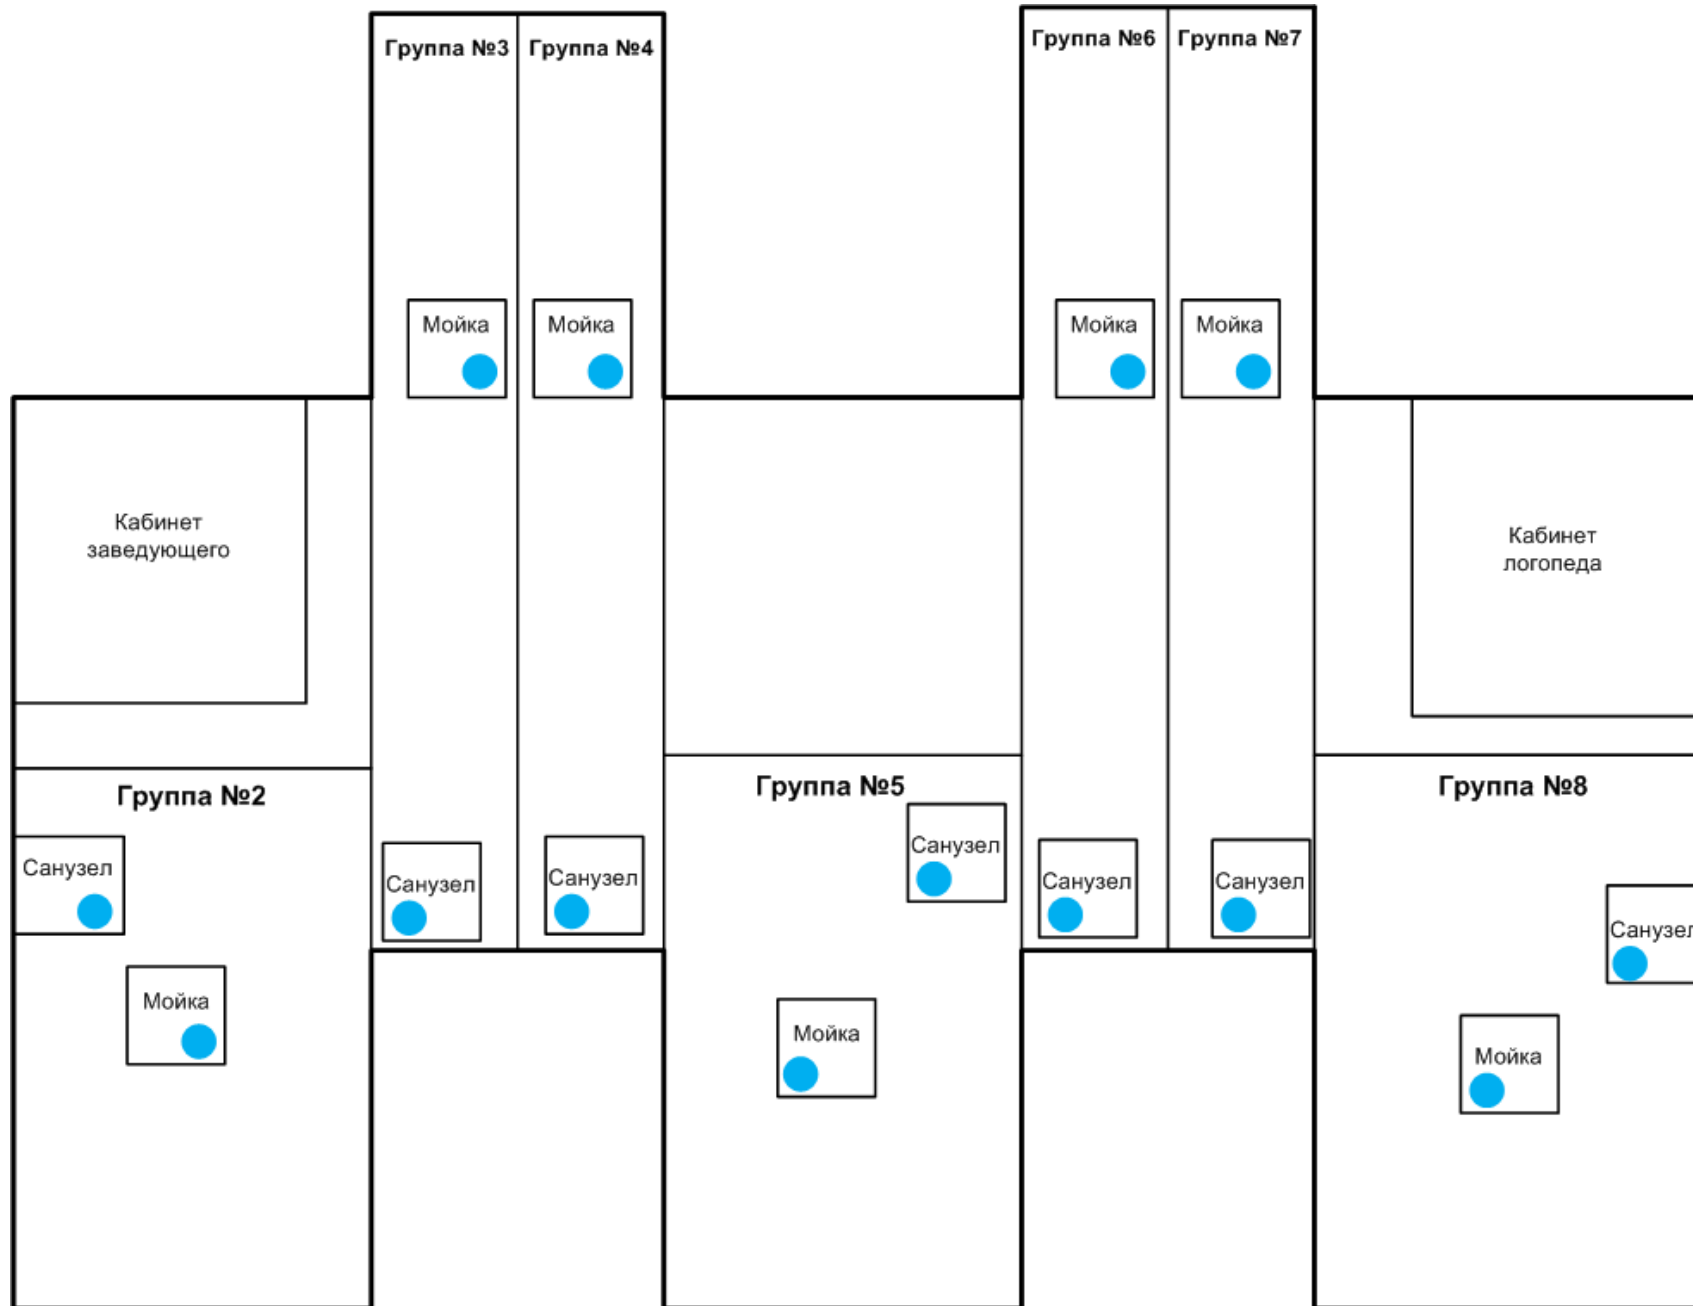 Группа №3
Группа №4
Группа №6
Группа №7
Мойка
Мойка
Мойка
Мойка
Кабинет
заведующего
Кабинет
логопеда
Группа №2
Группа №5
Группа №8
Санузел
Санузел
Санузел
Санузел
Санузел
Санузел
Санузел
Мойка
Мойка
Мойка